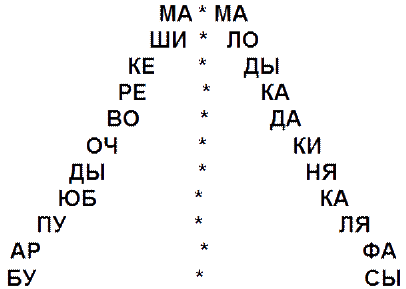 МА * МА
ШИ * ЛО
КЕ * ДЫ
РЕ * КА
ВО * ДА
ОЧ * КИ
ДЫ * НЯ
ЮБ * КА
ПУ * ЛЯ
АР * ФА
БУ * СЫ